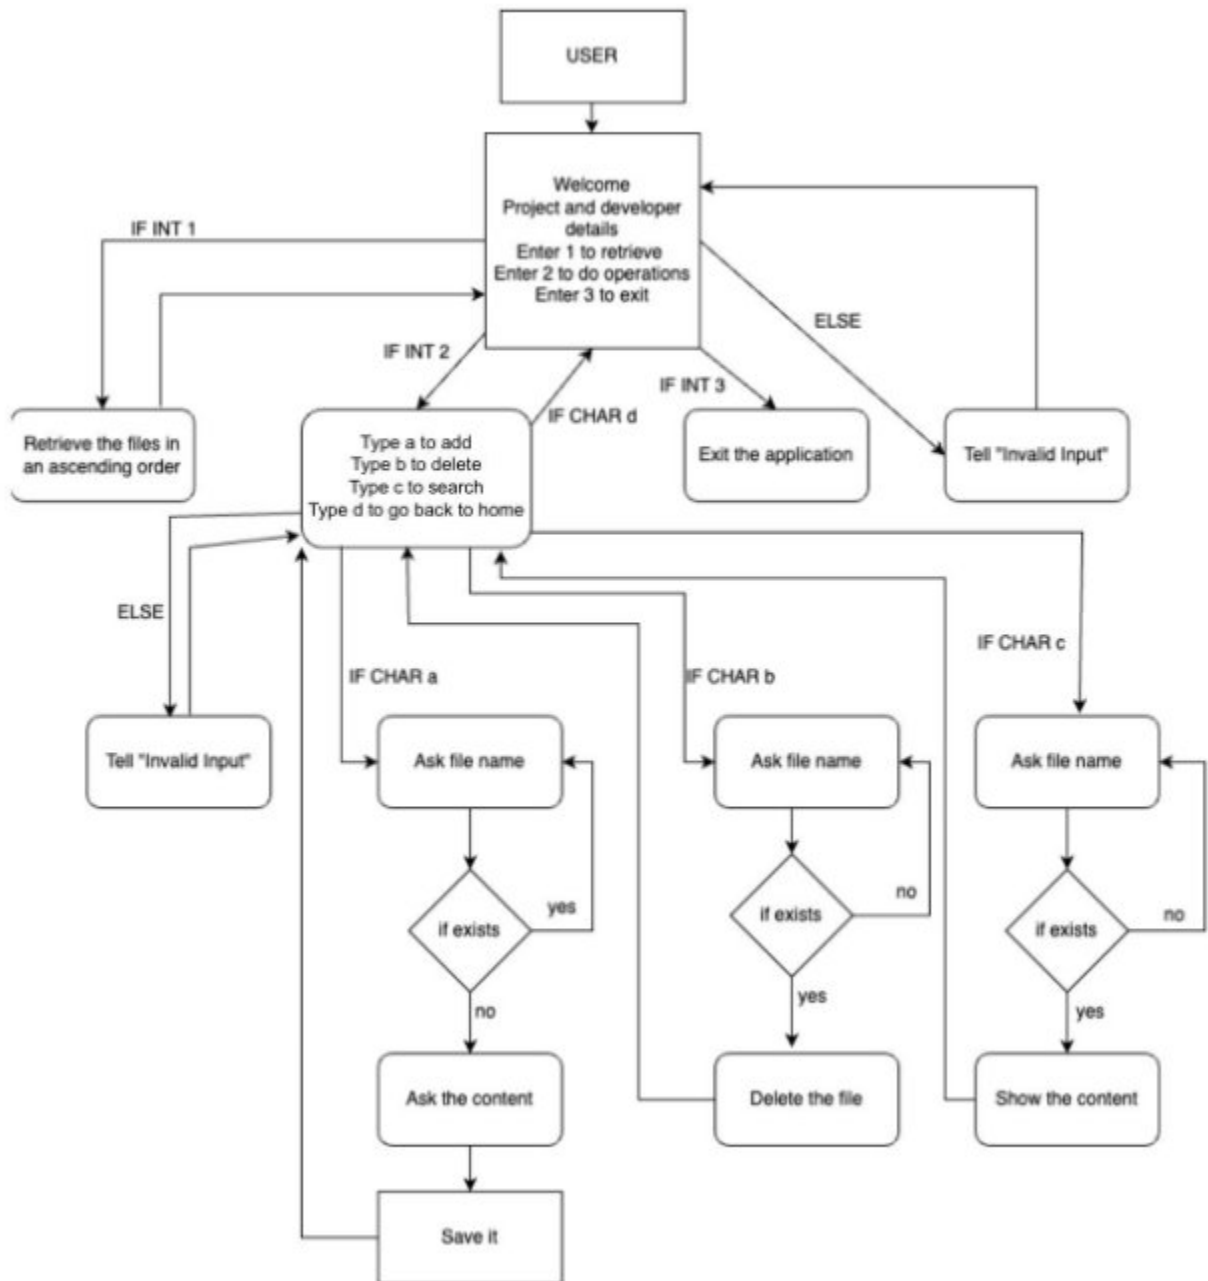 USER
Welcome
Project and developer
details
Enter 1 to retrieve
Enter 2 to do operations
Enter 3 to exit
IF INT 1
ELSE
IF INT 2
IF INT 3
IF CHAR d
Retrieve the files in
an ascending order
Type a to add
Type b to delete
Type c to search
Type d to go back to home
Exit the application
Tell "Invalid Input"
ELSE
IF CHAR a
IF CHAR b
IF CHAR c
Tell "Invalid Input"
Ask file name
Ask file name
Ask file name
if exists
yes
if exists
no
if exists
no
no
yes
yes
Ask the content
Delete the file
Show the content
Save it